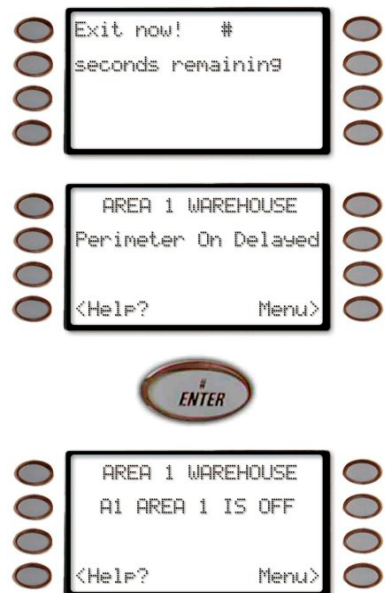 Exit now! #
seconds remaining
AREA 1 WAREHOUSE
Perimeter On Delayed
<Help? Menu>
#
ENTER
AREA 1 WAREHOUSE
A1 AREA 1 IS OFF
<Help? Menu>